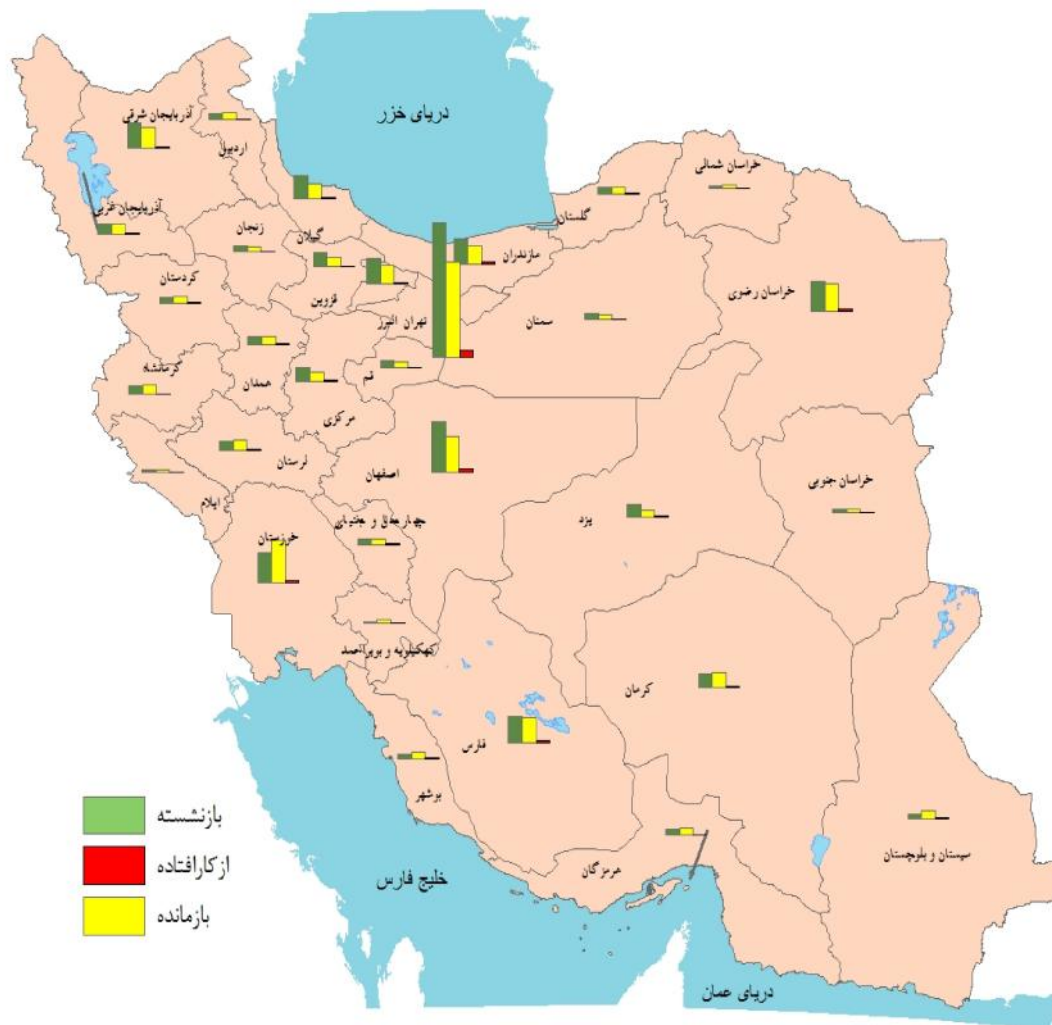 دریای خزر
آذربایجان شرقی
اردبیل
خراسان شمالی
آذربایجان غربی
گلستان
گیلان
زنجان
مازندران
کردستان
قزوین
خراسان رضوی
تهران
البرز
سمنان
کرمانشاه
همدان
قم
مرکزی
لرستان
اصفهان
خراسان جنوبی
ایلام
چهارمحال و بختیاری
یزد
خوزستان
کهکیلویه و بویراحمد
کرمان
فارس
بوشهر
سیستان و بلوچستان
هرمزگان
خلیج فارس
دریای عمان
بازنشسته
ازکارافتاده
بازمانده